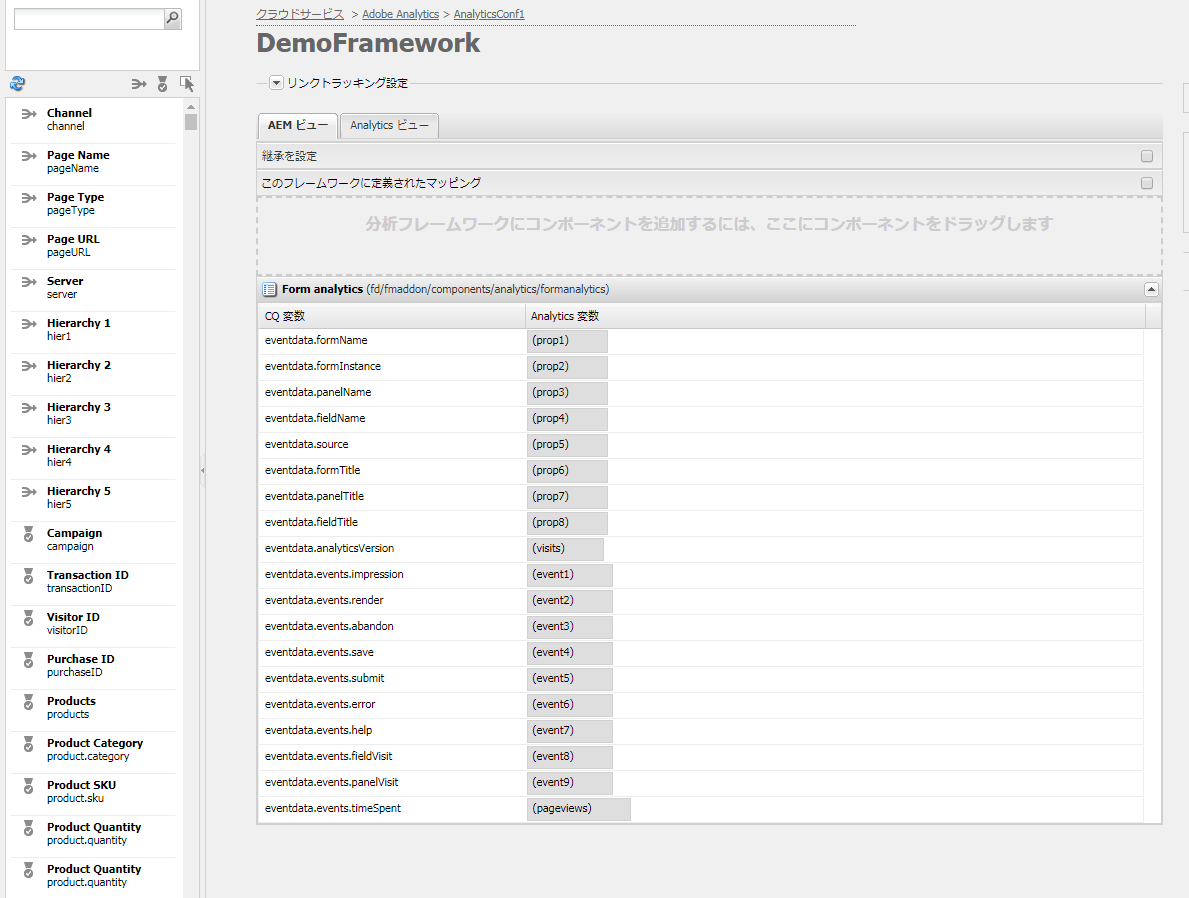 クラウドサービス > Adobe Analytics > AnalyticsConf1
DemoFramework
リンクトラッキング設定
AEM ビュー
Analytics ビュー
継承を設定
このフレームワークに定義されたマッピング
分析フレームワークにコンポーネントを追加するには、ここにコンポーネントをドラッグします
Form analytics (fd/fmaddon/components/analytics/formanalytics)
CQ 変数 Analytics 変数
eventdata.formName (prop1)
eventdata.formInstance (prop2)
eventdata.panelName (prop3)
eventdata.fieldName (prop4)
eventdata.source (prop5)
eventdata.formTitle (prop6)
eventdata.panelTitle (prop7)
eventdata.fieldTitle (prop8)
eventdata.analyticsVersion (visits)
eventdata.events.impression (event1)
eventdata.events.render (event2)
eventdata.events.abandon (event3)
eventdata.events.save (event4)
eventdata.events.submit (event5)
eventdata.events.error (event6)
eventdata.events.help (event7)
eventdata.events.fieldVisit (event8)
eventdata.events.panelVisit (event9)
eventdata.events.timeSpent (pageviews)
Channel
channel
Page Name
pageName
Page Type
pageType
Page URL
pageURL
Server
server
Hierarchy 1
hier1
Hierarchy 2
hier2
Hierarchy 3
hier3
Hierarchy 4
hier4
Hierarchy 5
hier5
Campaign
campaign
Transaction ID
transactionID
Visitor ID
visitorID
Purchase ID
purchaseID
Products
products
Product Category
product.category
Product SKU
product.sku
Product Quantity
product.quantity
Product Quantity
product.quantity